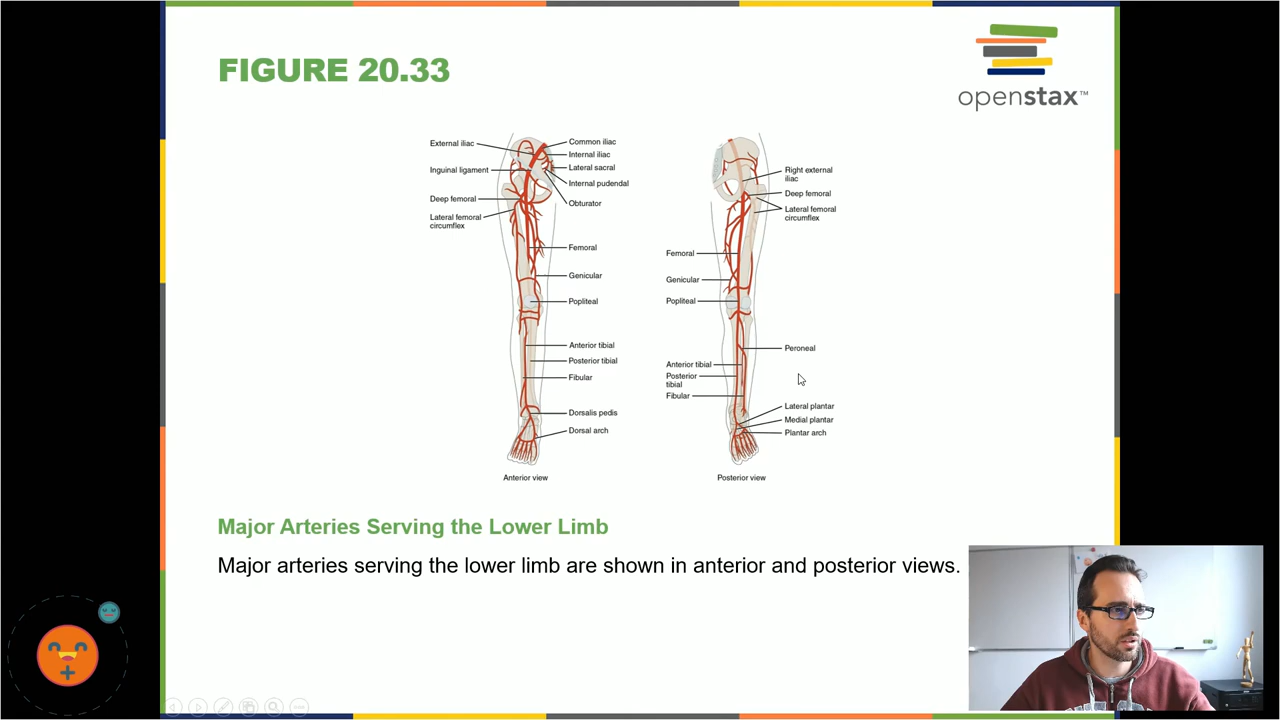 FIGURE 20.33
openstax™
External iliac
Inguinal ligament
Deep femoral
Lateral femoral
circumflex
Common iliac
Internal iliac
Lateral sacral
Internal pudendal
Obturator
Femoral
Genicular
Popliteal
Anterior tibial
Posterior tibial
Fibular
Dorsalis pedis
Dorsal arch
Anterior view
Femoral
Genicular
Popliteal
Anterior tibial
Posterior
tibial
Fibular
Right external
iliac
Deep femoral
Lateral femoral
circumflex
Peroneal
Lateral plantar
Medial plantar
Plantar arch
Posterior view
Major Arteries Serving the Lower Limb
Major arteries serving the lower limb are shown in anterior and posterior views.